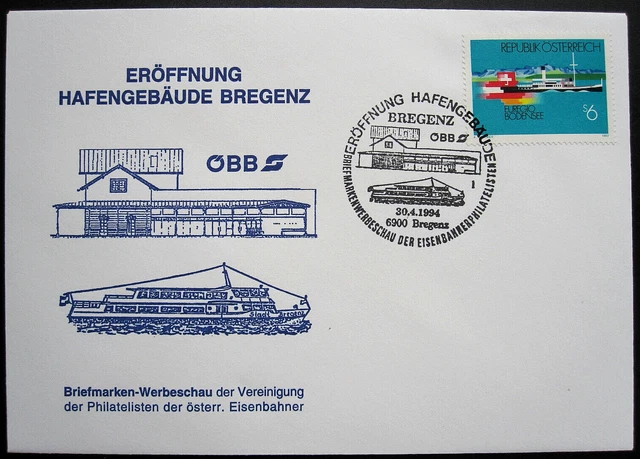 ERÖFFNUNG
HAFENGEBÄUDE BREGENZ
ÖBB
Briefmarken-Werbeschau der Vereinigung
der Philatelisten der österr. Eisenbahner
ERÖFFNUNG HAFENGEBÄUDE
BREGENZ
ÖBB
1
30.4.1994
6900 Bregenz
BRIEFMARKENWERBESCHAU DER EISENBAHNERPHILATELISTEN
REPUBLIK ÖSTERREICH
EUREGIO
BODENSEE
S6